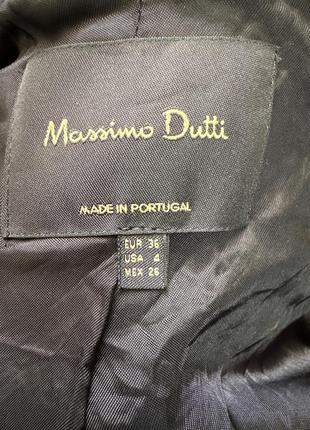 Massimo Dutti
MADE IN PORTUGAL
EUR 36
USA 4
MEX 26